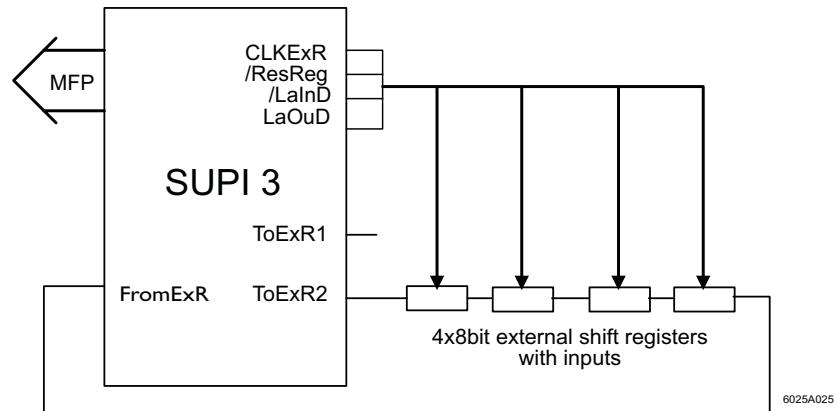 CLKExR
/ResReg
MFP
/LaInD
LaOuD
SUPI 3
ToExR1
FromExR
ToExR2
4x8bit external shift registers
with inputs
6025A025